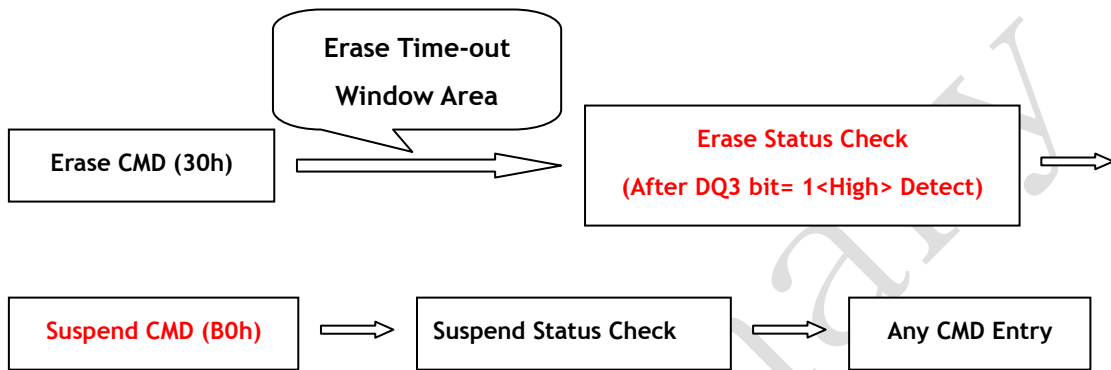 Erase Time-out
Window Area
Erase CMD (30h)
Erase Status Check
(After DQ3 bit= 1<High> Detect)
Suspend CMD (B0h)
Suspend Status Check
Any CMD Entry